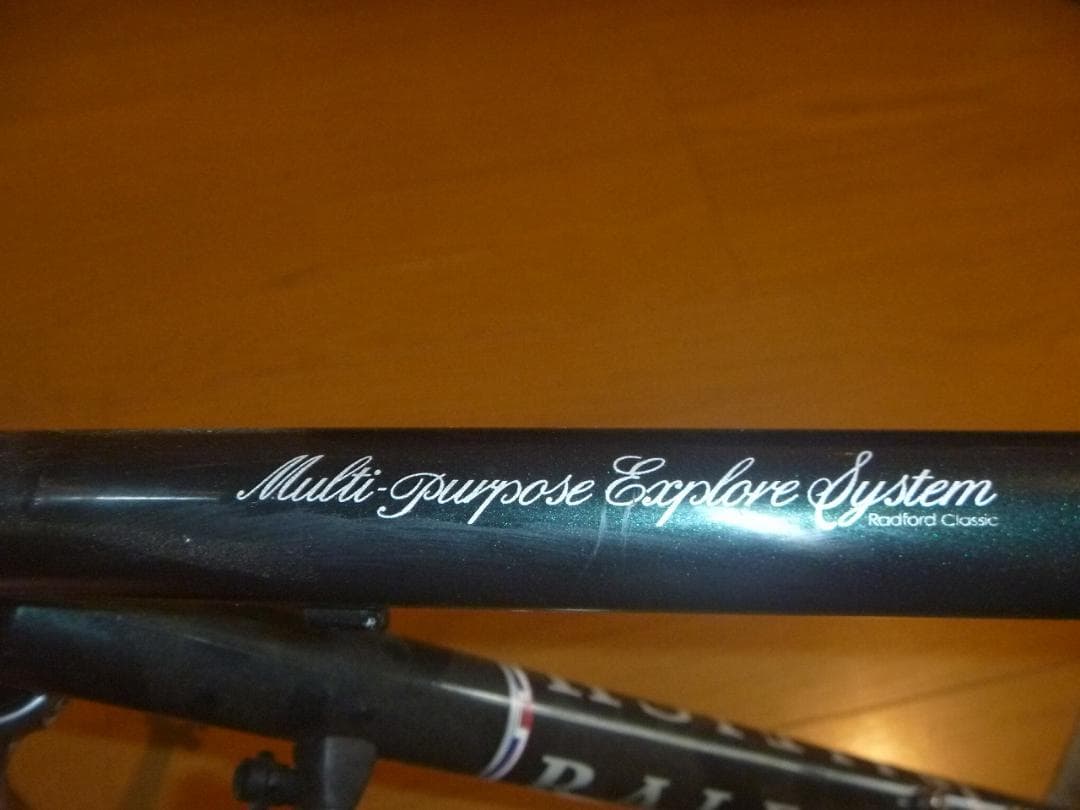 Multi-purpose Explore System
Radford Classic